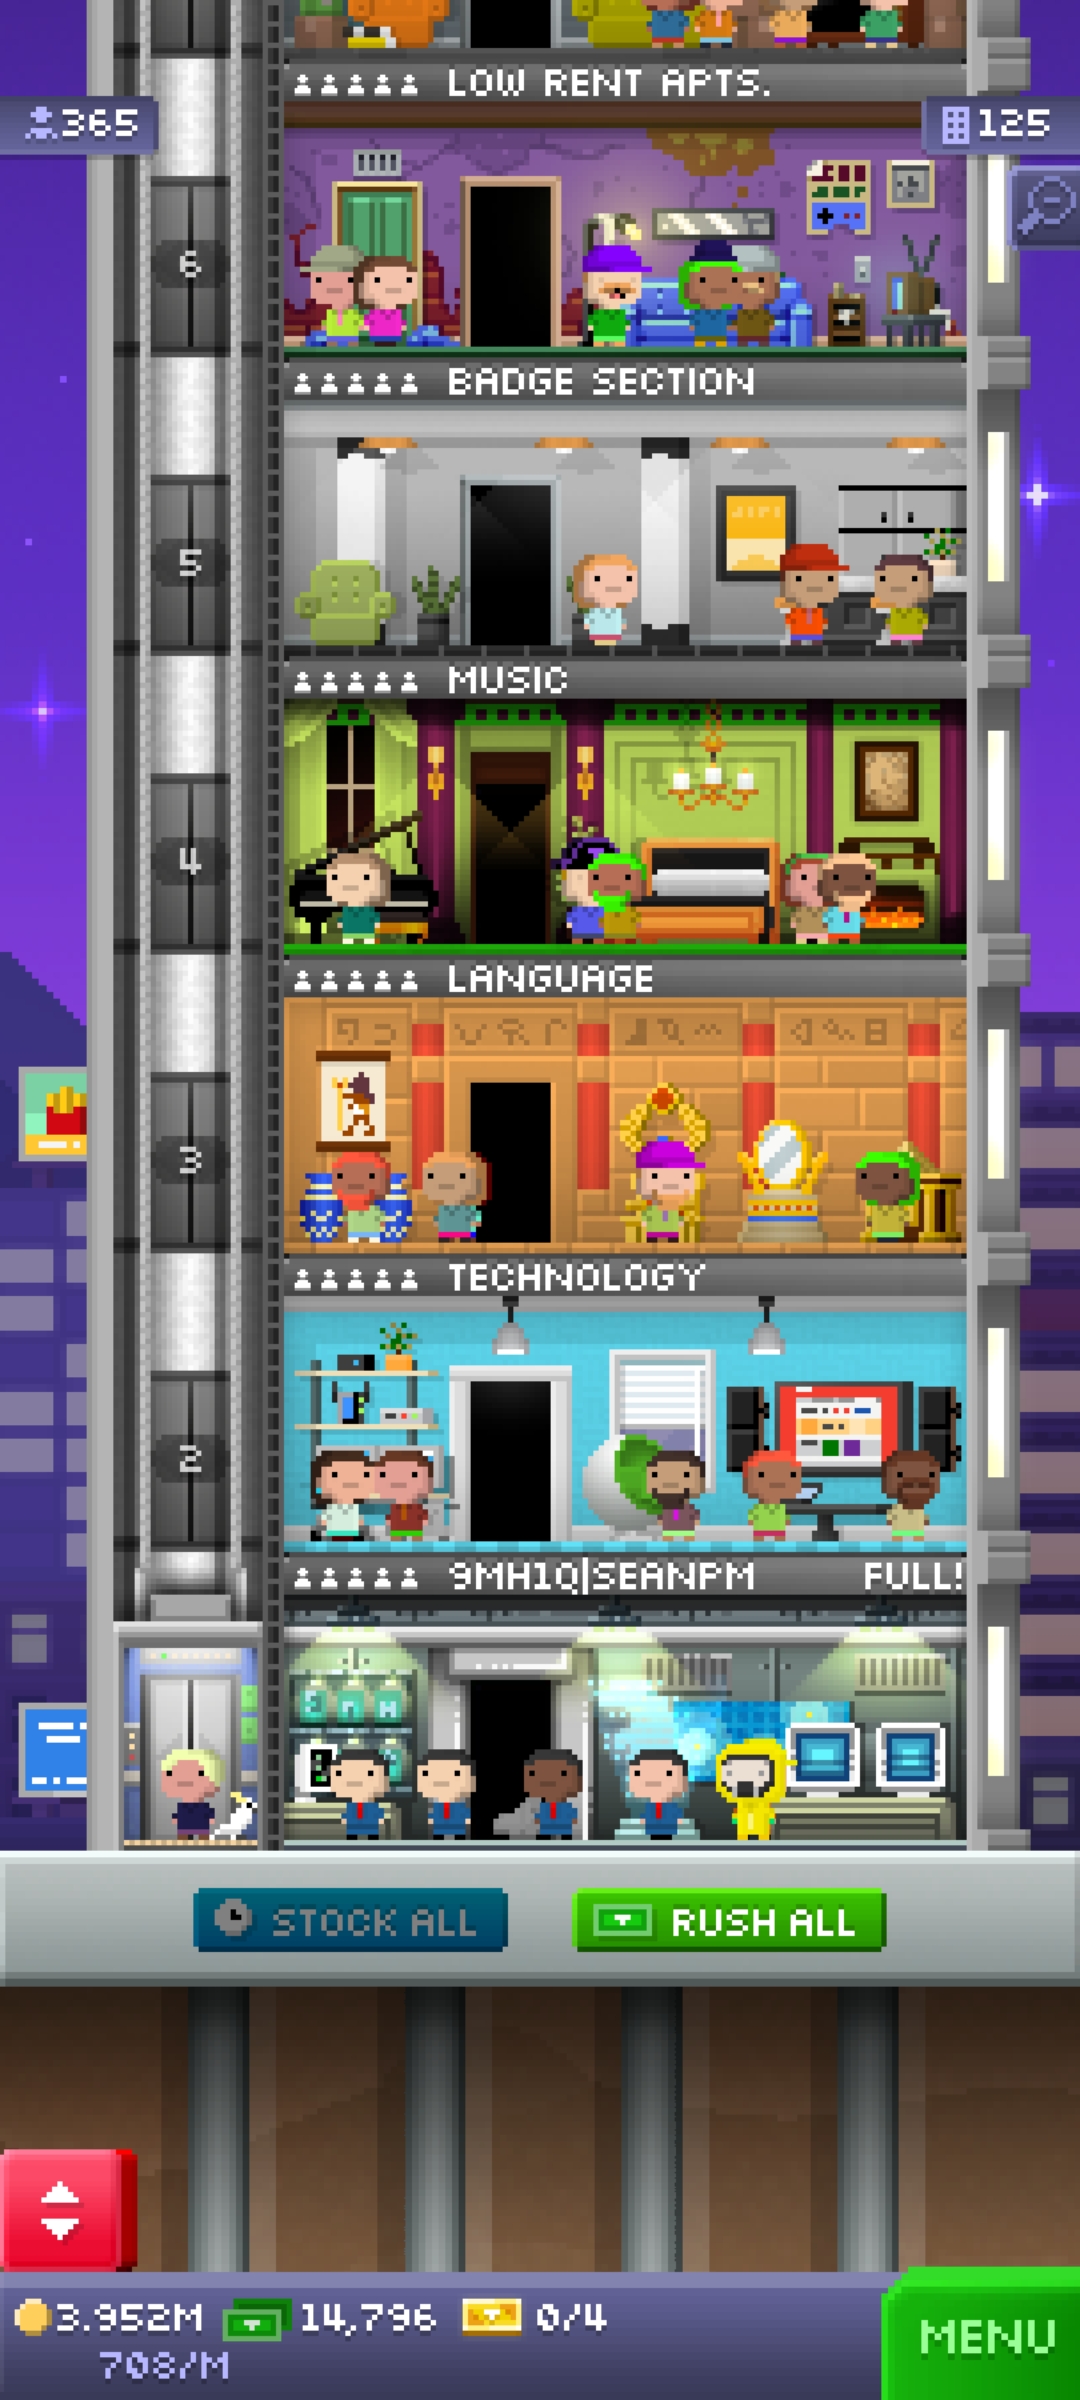 LOW RENT APTS.
365
125
6
BADGE SECTION
5
MUSIC
4
LANGUAGE
3
TECHNOLOGY
2
9MH1Q|SEANPM FULL!
STOCK ALL
RUSH ALL
3.952M 14,796 0/4
708/M
MENU